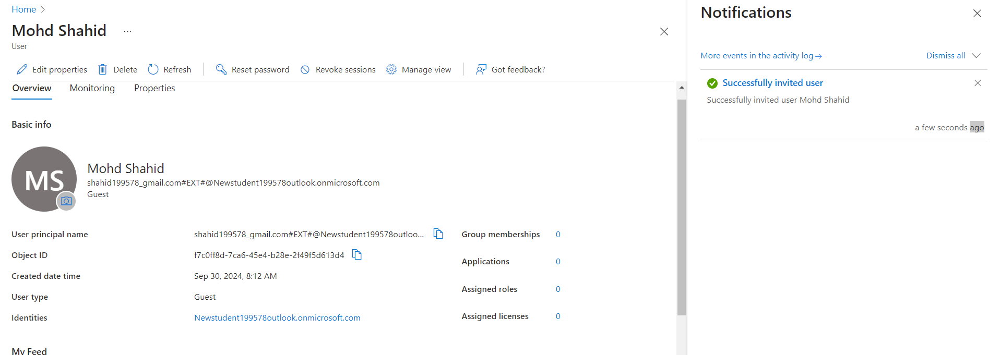 Home
Mohd Shahid ...
User
Edit properties Delete Refresh Reset password Revoke sessions Manage view Got feedback?
Overview Monitoring Properties
Basic info
MS
Mohd Shahid
shahid199578_gmail.com#EXT#@Newstudent199578outlook.onmicrosoft.com
Guest
User principal name shahid199578_gmail.com#EXT#@Newstudent199578outloo... Group memberships 0
Object ID f7c0ff8d-7ca6-45e4-b28e-2f49f5d613d4
Applications 0
Created date time Sep 30, 2024, 8:12 AM
Assigned roles 0
User type Guest
Assigned licenses 0
Identities Newstudent199578outlook.onmicrosoft.com
My Feed
Notifications
More events in the activity log→ Dismiss all
Successfully invited user
Successfully invited user Mohd Shahid
a few seconds ago